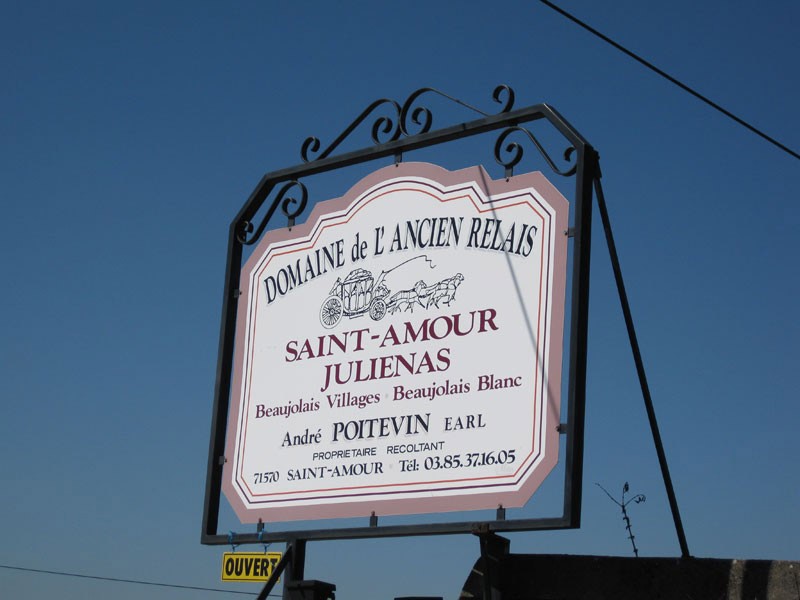 DOMAINE de L'ANCIEN RELAIS
SAINT-AMOUR
JULIENAS
Beaujolais Villages · Beaujolais Blanc
André POITEVIN EARL
PROPRIETAIRE RECOLTANT
71570 SAINT-AMOUR · Tél: 03.85.37.16.05
OUVERT